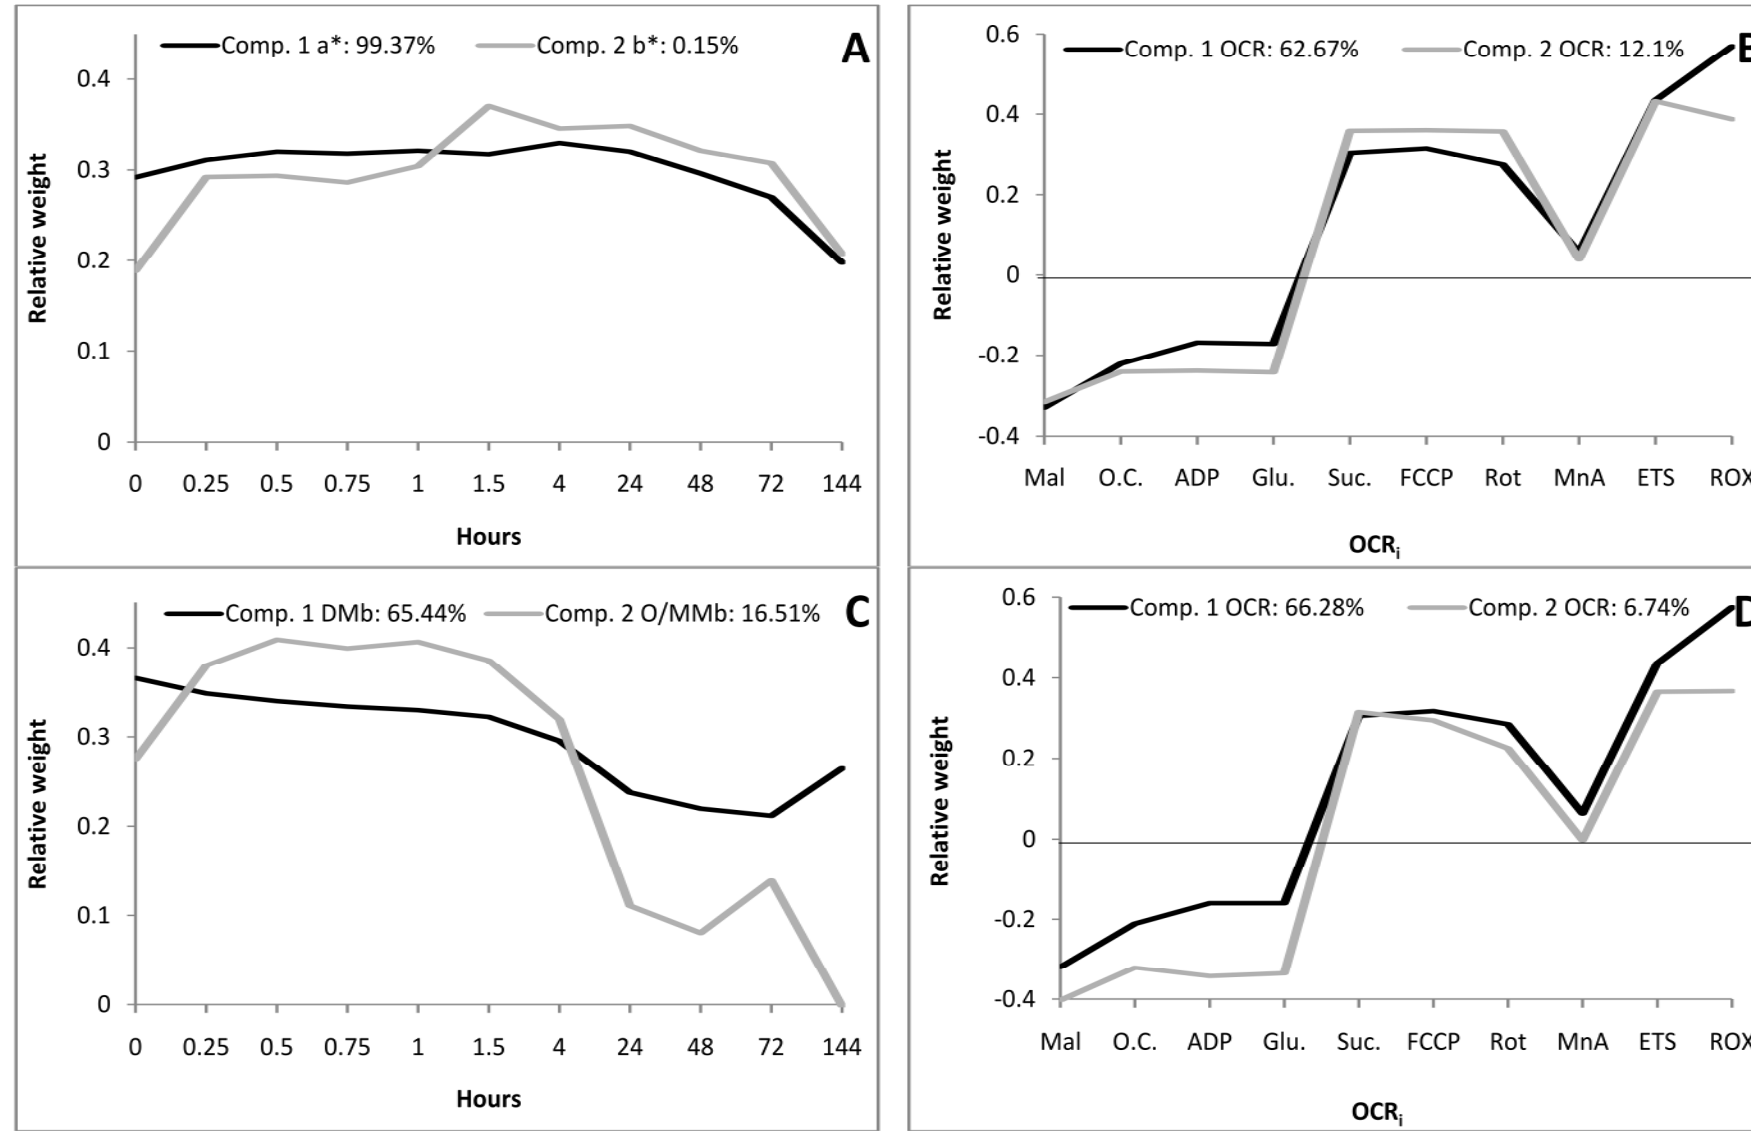 Comp. 1 a*: 99.37% Comp. 2 b*: 0.15% A
0.4
0.3
0.2
0.1
0
Relative weight
0 0.25 0.5 0.75 1 1.5 4 24 48 72 144
Hours
Comp. 1 OCR: 62.67% Comp. 2 OCR: 12.1% B
0.6
0.4
0.2
0
-0.2
-0.4
Relative weight
Mal O.C. ADP Glu. Suc. FCCP Rot MnA ETS ROX
OCRi
Comp. 1 DMb: 65.44% Comp. 2 O/MMb: 16.51% C
0.4
0.3
0.2
0.1
0
Relative weight
0 0.25 0.5 0.75 1 1.5 4 24 48 72 144
Hours
Comp. 1 OCR: 66.28% Comp. 2 OCR: 6.74% D
0.6
0.4
0.2
0
-0.2
-0.4
Relative weight
Mal O.C. ADP Glu. Suc. FCCP Rot MnA ETS ROX
OCRi